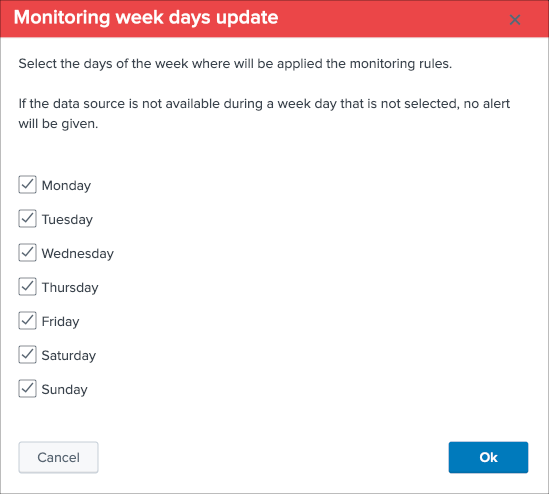 Monitoring week days update
Select the days of the week where will be applied the monitoring rules.
If the data source is not available during a week day that is not selected, no alert
will be given.
Monday
Tuesday
Wednesday
Thursday
Friday
Saturday
Sunday
Cancel
Ok